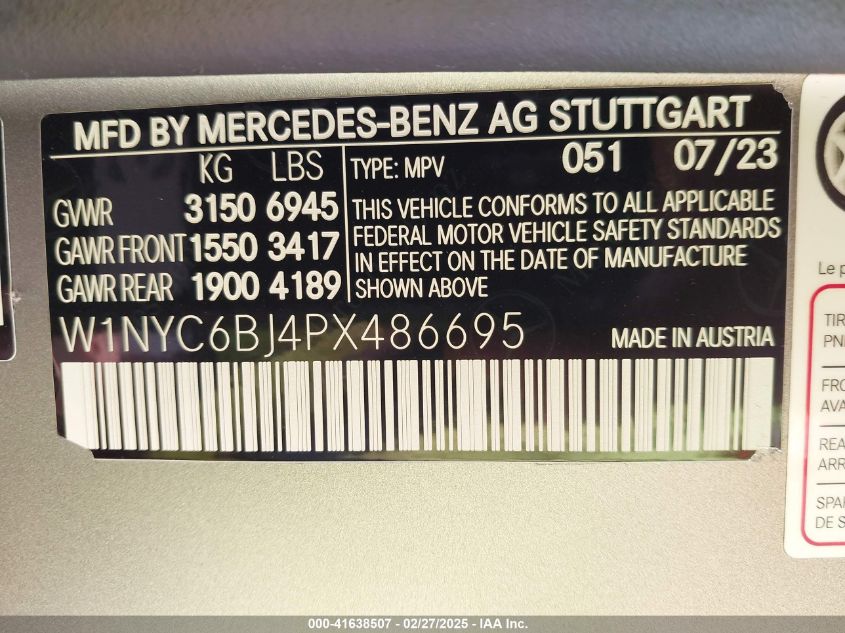 MFD BY MERCEDES-BENZ AG STUTTGART
KG LBS TYPE: MPV 051 07/23
GVWR 3150 6945 THIS VEHICLE CONFORMS TO ALL APPLICABLE
GAWR FRONT 1550 3417 FEDERAL MOTOR VEHICLE SAFETY STANDARDS
IN EFFECT ON THE DATE OF MANUFACTURE
GAWR REAR 1900 4189 SHOWN ABOVE
W1NYC6BJ4PX486695 MADE IN AUSTRIA
Le p
TIR
PN
FRO
AVA
REA
ARR
SPA
DE S
000-41638507 - 02/27/2025 - IAA Inc.